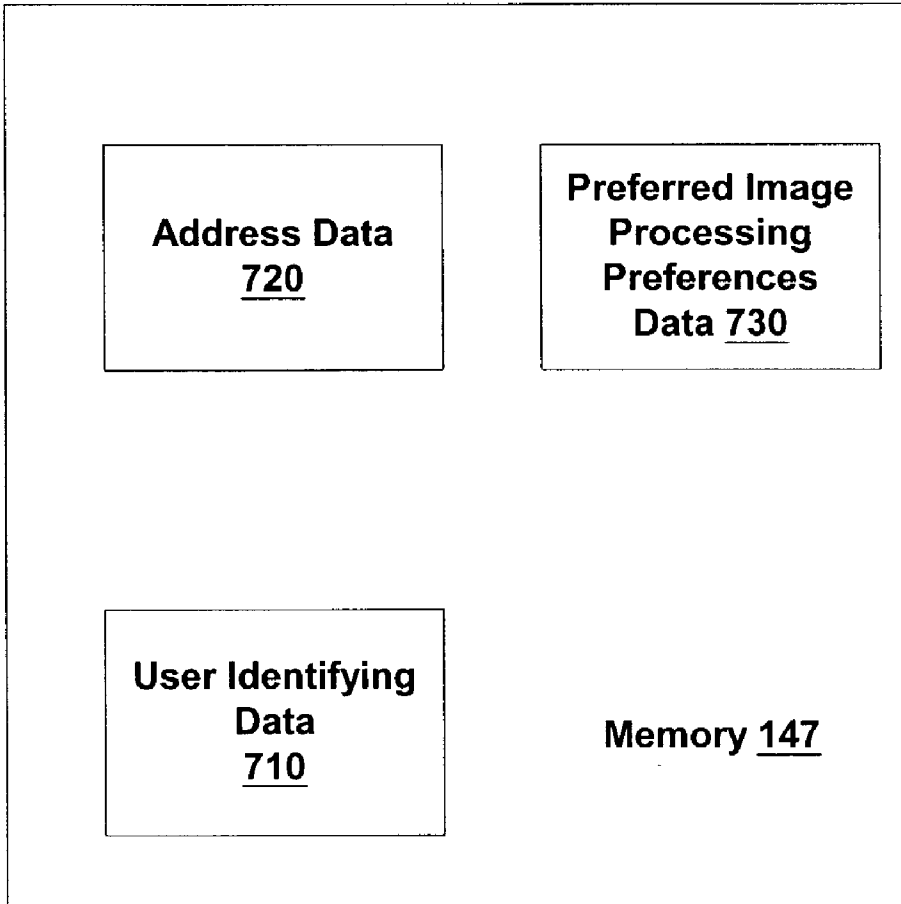 Address Data
720
Preferred Image
Processing
Preferences
Data 730
User Identifying
Data
710
Memory 147